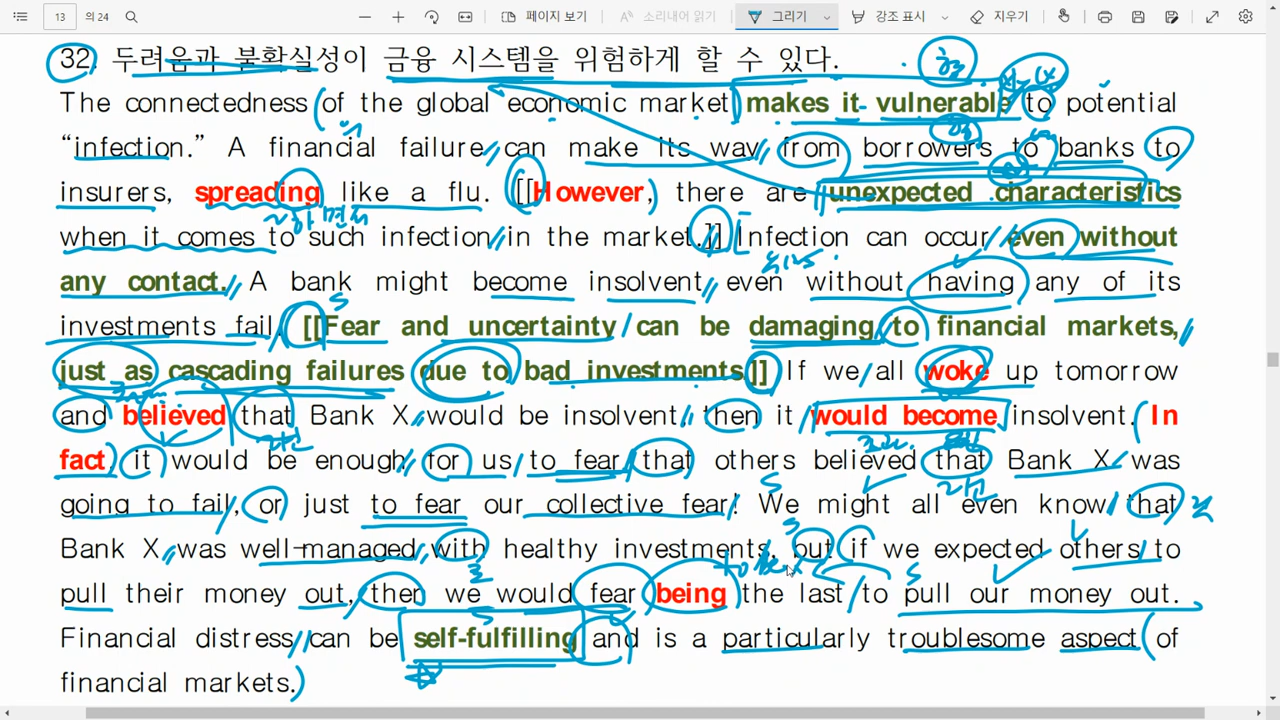 13 의 24 페이지 보기 소리내어 읽기 그리기 강조 표시 지우기
32. 두려움과 불확실성이 금융 시스템을 위험하게 할 수 있다.
The connectedness (of the global economic market makes it vulnerable to potential
“infection.” A financial failure can make its way from borrowers to banks to
insurers, spreading like a flu. [[However, there are unexpected characteristics
when it comes to such infection in the market.]] Infection can occur even without
any contact. A bank might become insolvent even without having any of its
investments fail. [[Fear and uncertainty can be damaging to financial markets,
just as cascading failures due to bad investments.]] If we all woke up tomorrow
and believed that Bank X would be insolvent, then it would become insolvent. In
fact, it would be enough for us to fear that others believed that Bank X was
going to fail, or just to fear our collective fear! We might all even know that
Bank X was well-managed with healthy investments, but if we expected others to
pull their money out, then we would fear being the last to pull our money out.
Financial distress can be self-fulfilling and is a particularly troublesome aspect (of
financial markets.)